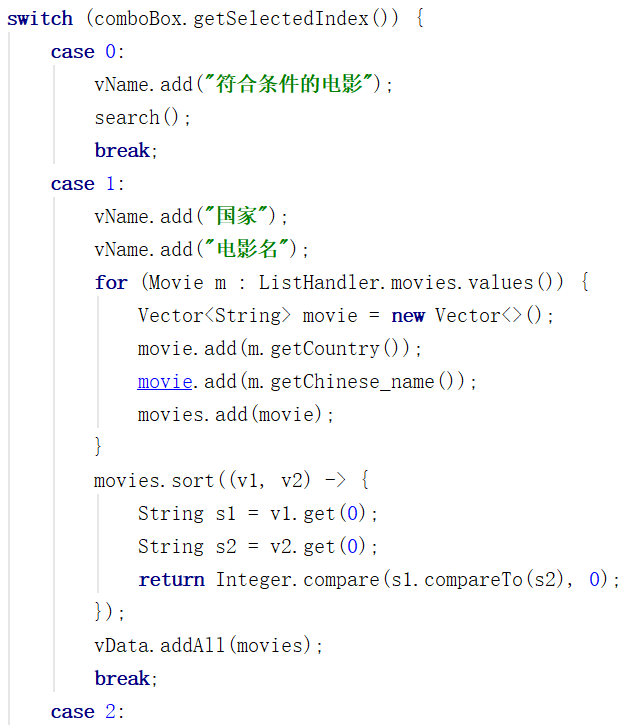 switch (comboBox.getSelectedIndex()) {
    case 0:
        vName.add("符合条件的电影");
        search();
        break;
    case 1:
        vName.add("国家");
        vName.add("电影名");
        for (Movie m : ListHandler.movies.values()) {
            Vector<String> movie = new Vector<>();
            movie.add(m.getCountry());
            movie.add(m.getChinese_name());
            movies.add(movie);
        }
        movies.sort((v1, v2) -> {
            String s1 = v1.get(0);
            String s2 = v2.get(0);
            return Integer.compare(s1.compareTo(s2), 0);
        });
        vData.addAll(movies);
        break;
    case 2: